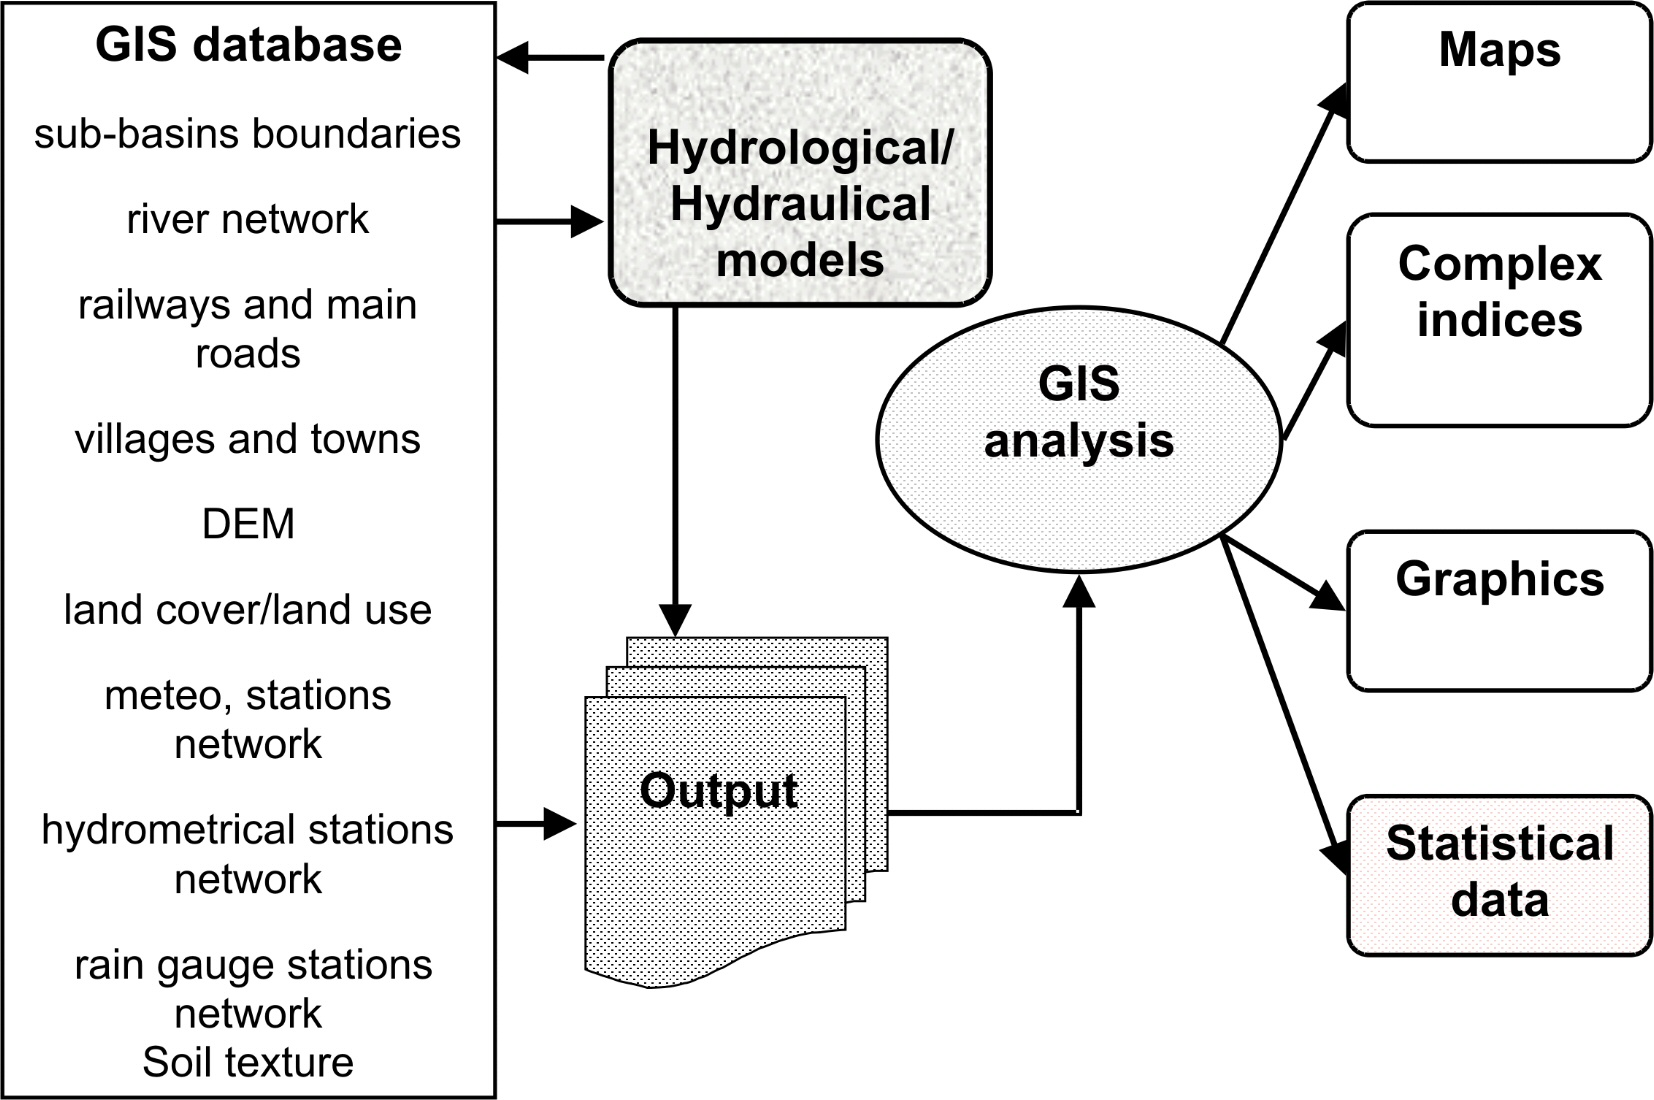 GIS database
sub-basins boundaries
river network
railways and main
roads
villages and towns
DEM
land cover/land use
meteo, stations
network
hydrometrical stations
network
rain gauge stations
network
Soil texture
Hydrological/
Hydraulical
models
Output
GIS
analysis
Maps
Complex
indices
Graphics
Statistical
data